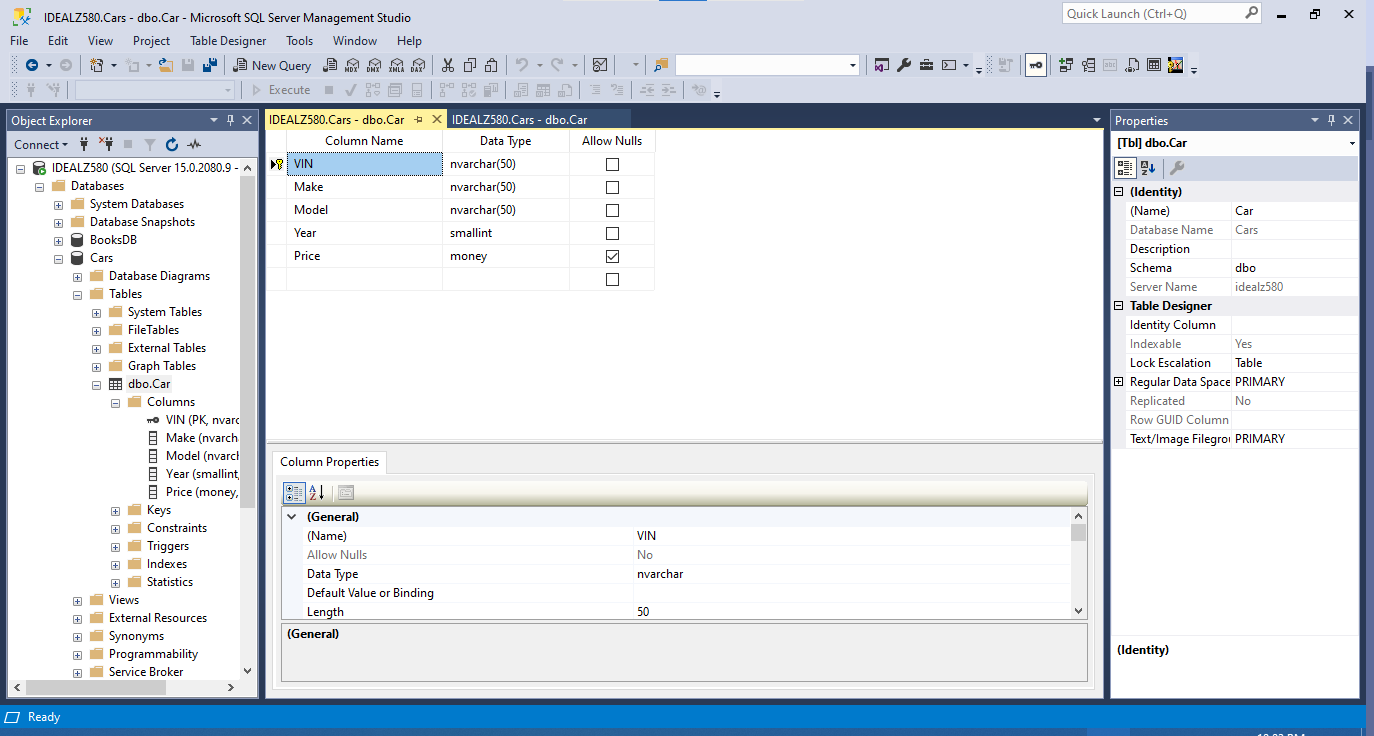 IDEALZ580.Cars - dbo.Car - Microsoft SQL Server Management Studio
Quick Launch (Ctrl+Q)
File Edit View Project Table Designer Tools Window Help
New Query MDX DMX XMLA DAX
Execute
Object Explorer
Connect
IDEALZ580 (SQL Server 15.0.2080.9 -
Databases
System Databases
Database Snapshots
BooksDB
Cars
Database Diagrams
Tables
System Tables
FileTables
External Tables
Graph Tables
dbo.Car
Columns
VIN (PK, nvarc
Make (nvarch
Model (nvarch
Year (smallint,
Price (money,
Keys
Constraints
Triggers
Indexes
Statistics
Views
External Resources
Synonyms
Programmability
Service Broker
IDEALZ580.Cars - dbo.Car IDEALZ580.Cars - dbo.Car
Column Name Data Type Allow Nulls
VIN nvarchar(50)
Make nvarchar(50)
Model nvarchar(50)
Year smallint
Price money
Column Properties
(General)
(Name) VIN
Allow Nulls No
Data Type nvarchar
Default Value or Binding
Length 50
(General)
Properties
[Tbl] dbo.Car
(Identity)
(Name) Car
Database Name Cars
Description
Schema dbo
Server Name idealz580
Table Designer
Identity Column
Indexable Yes
Lock Escalation Table
Regular Data Space PRIMARY
Replicated No
Row GUID Column
Text/Image Filegrou PRIMARY
(Identity)
Ready